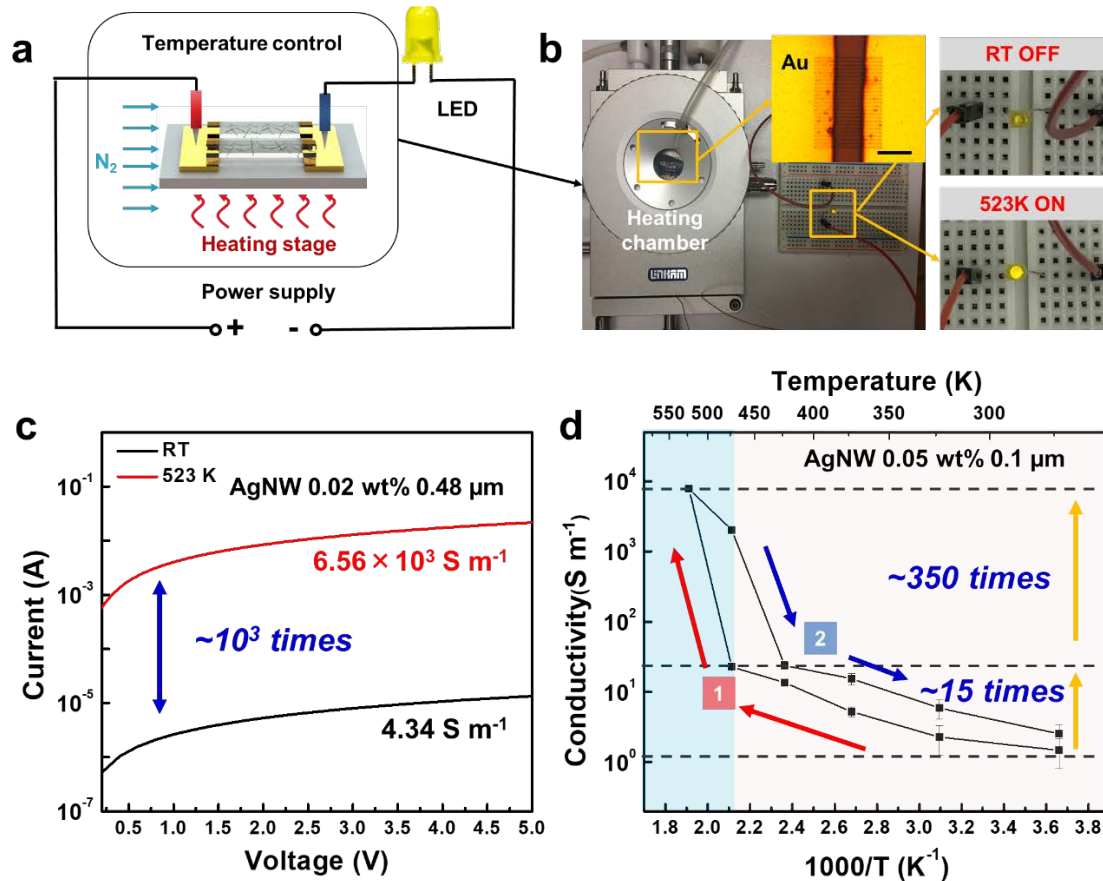 a
Temperature control
LED
N₂
Heating stage
Power supply
+ -
b
Au
Heating
chamber
LINKAM
RT OFF
523K ON
c
RT
523 K
AgNW 0.02 wt% 0.48 μm
6.56×10³ S m⁻¹
~10³ times
4.34 S m⁻¹
10⁻¹
10⁻³
10⁻⁵
10⁻⁷
Current (A)
0.5 1.0 1.5 2.0 2.5 3.0 3.5 4.0 4.5 5.0
Voltage (V)
Temperature (K)
550 500 450 400 350 300
d
AgNW 0.05 wt% 0.1 μm
10⁴
10³
10²
10¹
10⁰
Conductivity(S m⁻¹)
~350 times
2
~15 times
1
1.8 2.0 2.2 2.4 2.6 2.8 3.0 3.2 3.4 3.6 3.8
1000/T (K⁻¹)